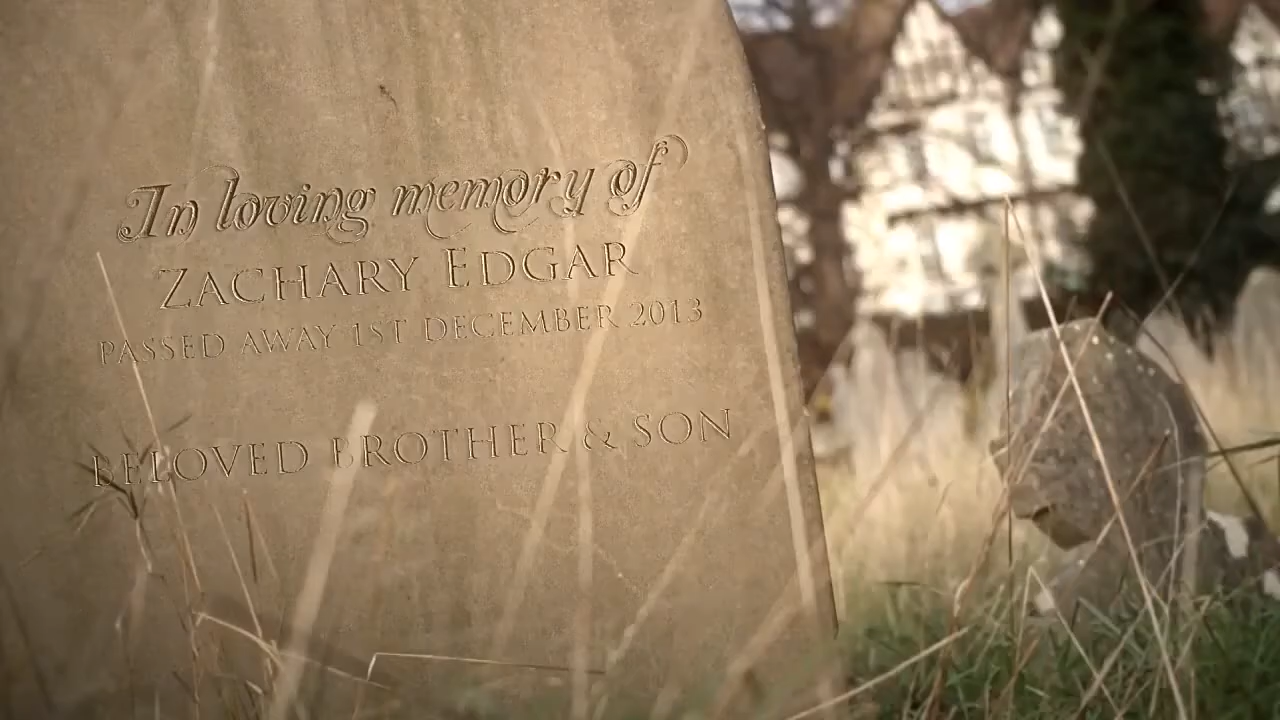 In loving memory of
ZACHARY EDGAR
PASSED AWAY 1ST DECEMBER 2013
BELOVED BROTHER & SON